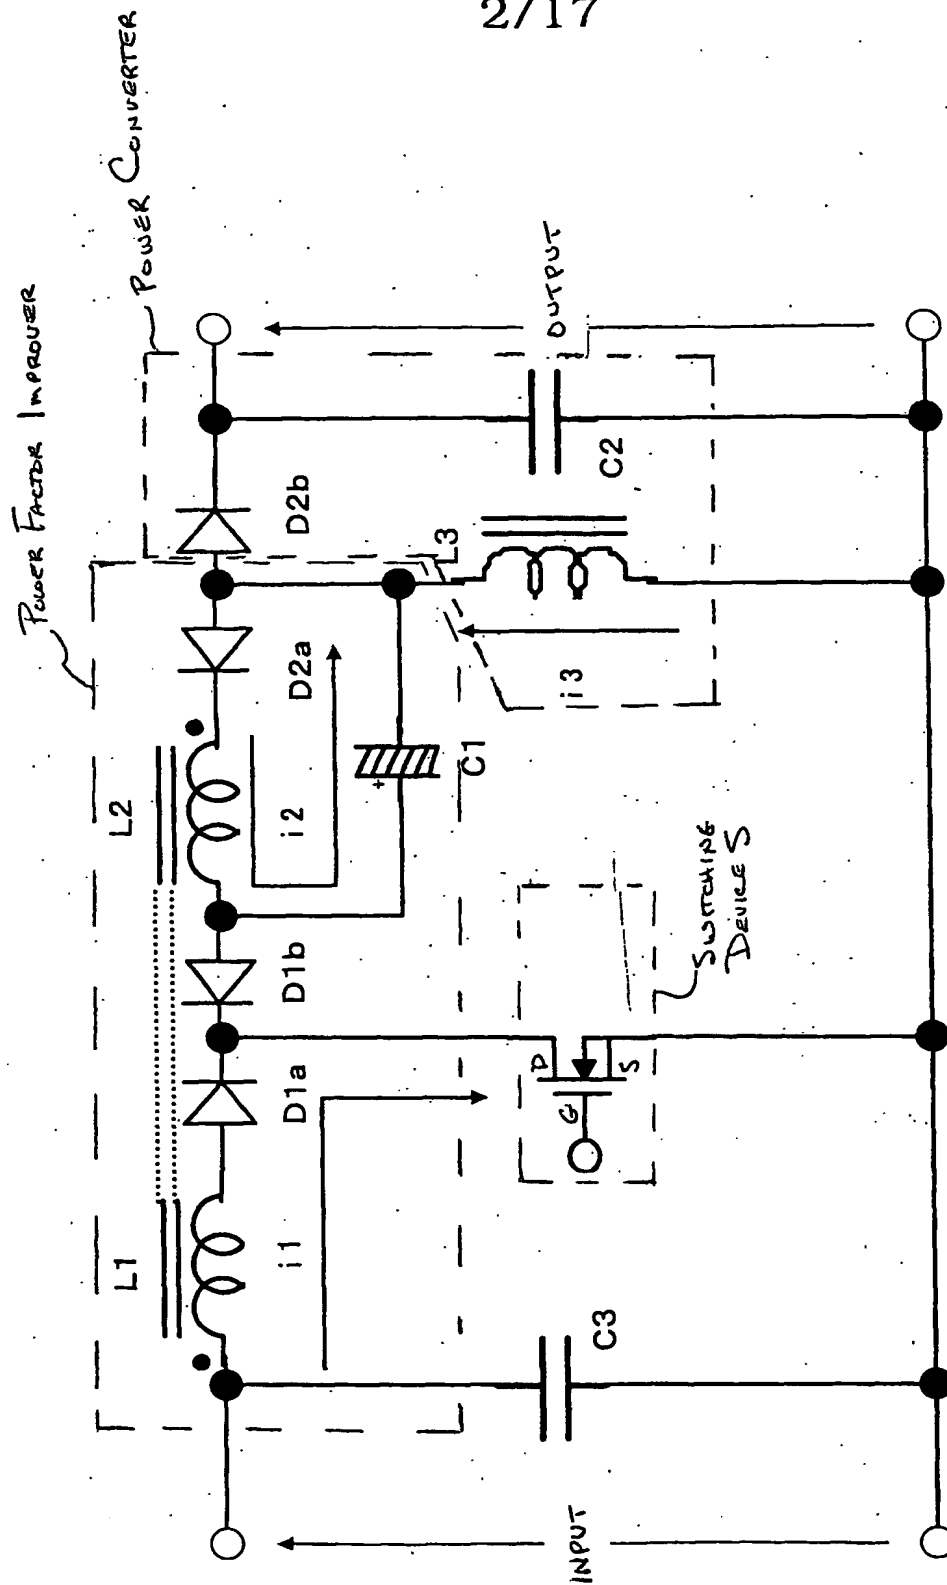 2/17
POWER FACTOR IMPROVER
POWER CONVERTER
L1
L2
D1a
D1b
D2a
D2b
i1
i2
+
C1
L3
i3
C2
C3
D
G
S
SWITCHING
DEVICE S
INPUT
OUTPUT